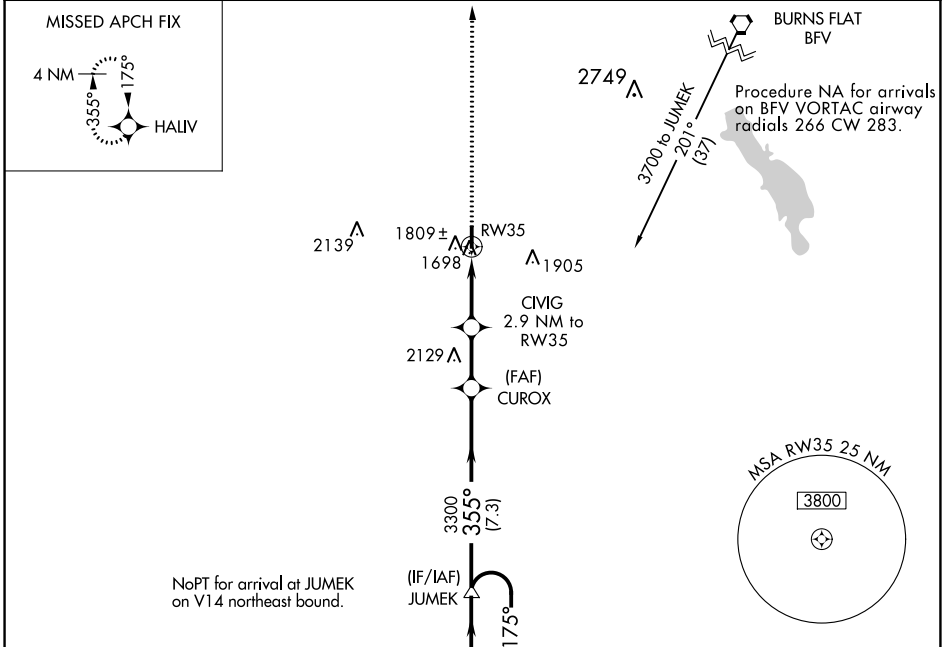 MISSED APCH FIX
4 NM
175°
355°
HALIV
BURNS FLAT
BFV
2749
Procedure NA for arrivals
on BFV VORTAC airway
radials 266 CW 283.
3700 to JUMEK
201°
(37)
2139
1809±
RW35
1698
1905
CIVIG
2.9 NM to
RW35
2129
(FAF)
CUROX
MSA RW35 25 NM
3800
3300
355°
(7.3)
NoPT for arrival at JUMEK
on V14 northeast bound.
(IF/IAF)
JUMEK
175°